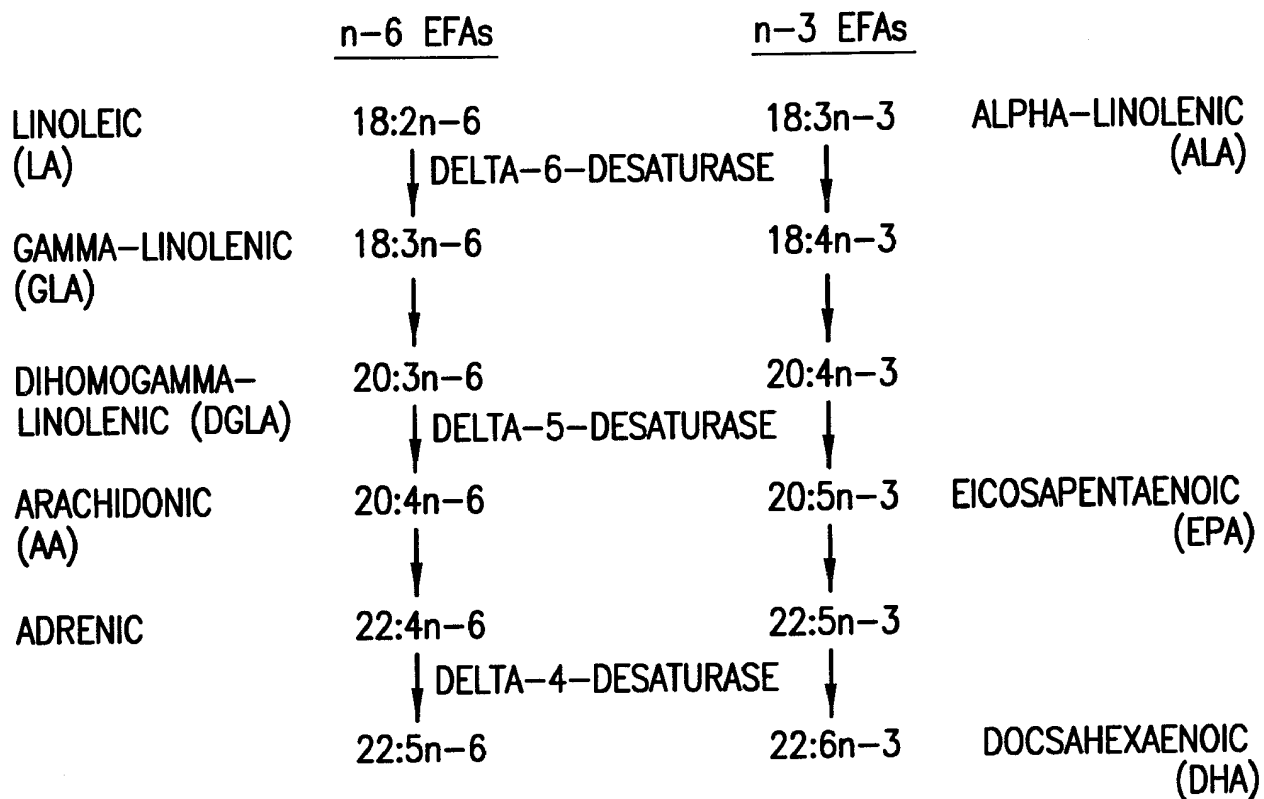 n-6 EFAs n-3 EFAs
LINOLEIC 18:2n-6 18:3n-3 ALPHA-LINOLENIC
(LA) DELTA-6-DESATURASE (ALA)
GAMMA-LINOLENIC 18:3n-6 18:4n-3
(GLA)
DIHOMOGAMMA- 20:3n-6 20:4n-3
LINOLENIC (DGLA) DELTA-5-DESATURASE
ARACHIDONIC 20:4n-6 20:5n-3 EICOSAPENTAENOIC
(AA) (EPA)
ADRENIC 22:4n-6 22:5n-3
DELTA-4-DESATURASE
22:5n-6 22:6n-3 DOCSAHEXAENOIC
(DHA)